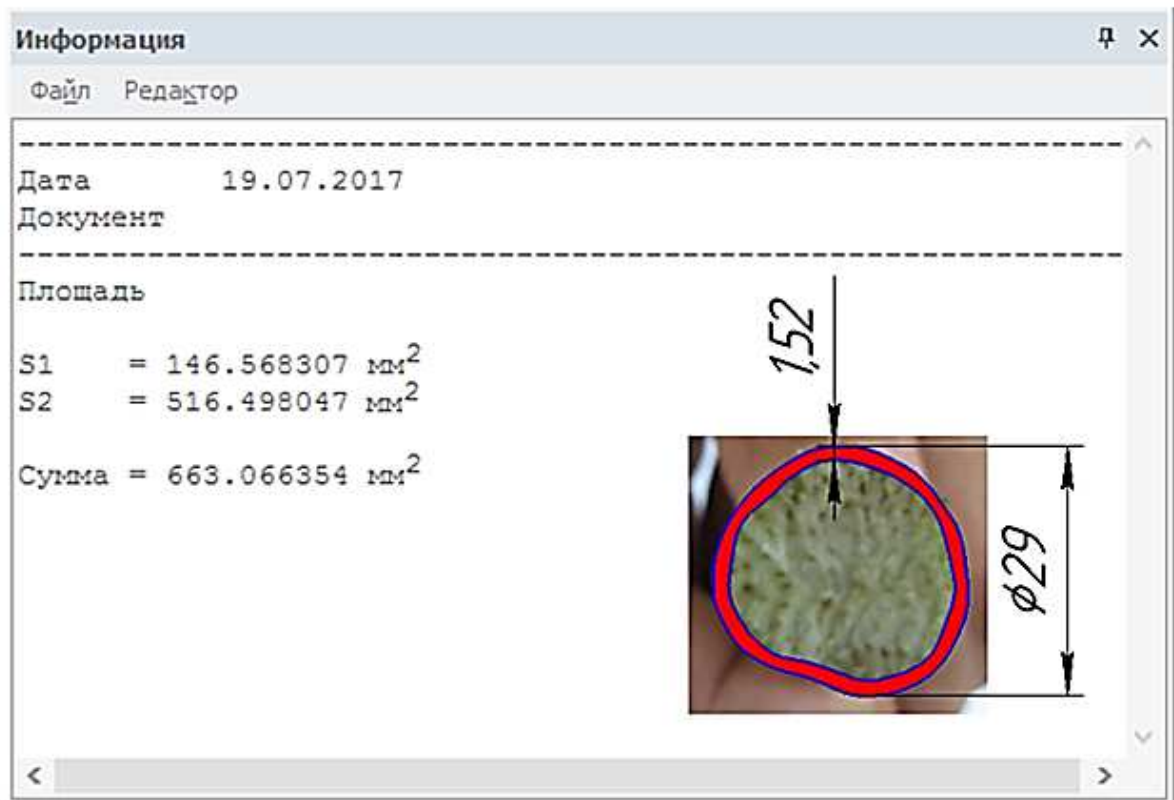 Информация
Файл Редактор
Дата 19.07.2017
Документ
Площадь
S1 = 146.568307 мм²
S2 = 516.498047 мм²
Сумма = 663.066354 мм²
1,52
ϕ29